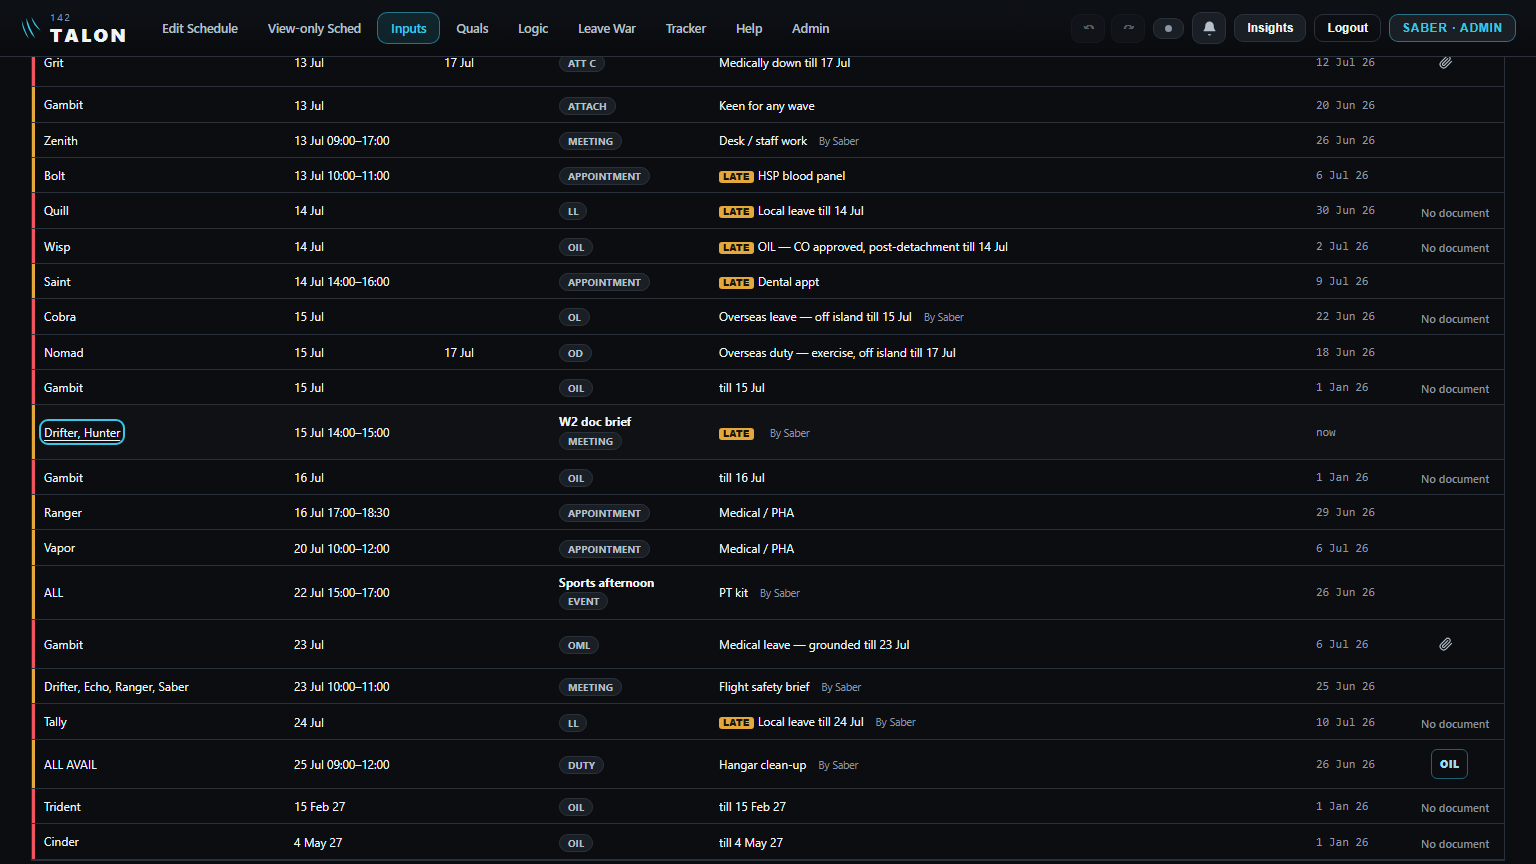 142
TALON
Edit Schedule View-only Sched Inputs Quals Logic Leave War Tracker Help Admin Insights Logout SABER · ADMIN
Grit 13 Jul 17 Jul ATT C Medically down till 17 Jul 12 Jul 26
Gambit 13 Jul ATTACH Keen for any wave 20 Jun 26
Zenith 13 Jul 09:00–17:00 MEETING Desk / staff work By Saber 26 Jun 26
Bolt 13 Jul 10:00–11:00 APPOINTMENT LATE HSP blood panel 6 Jul 26
Quill 14 Jul LL LATE Local leave till 14 Jul 30 Jun 26 No document
Wisp 14 Jul OIL LATE OIL — CO approved, post-detachment till 14 Jul 2 Jul 26 No document
Saint 14 Jul 14:00–16:00 APPOINTMENT LATE Dental appt 9 Jul 26
Cobra 15 Jul OL Overseas leave — off island till 15 Jul By Saber 22 Jun 26 No document
Nomad 15 Jul 17 Jul OD Overseas duty — exercise, off island till 17 Jul 18 Jun 26
Gambit 15 Jul OIL till 15 Jul 1 Jan 26 No document
Drifter, Hunter 15 Jul 14:00–15:00 W2 doc brief MEETING LATE By Saber now
Gambit 16 Jul OIL till 16 Jul 1 Jan 26 No document
Ranger 16 Jul 17:00–18:30 APPOINTMENT Medical / PHA 29 Jun 26
Vapor 20 Jul 10:00–12:00 APPOINTMENT Medical / PHA 6 Jul 26
ALL 22 Jul 15:00–17:00 Sports afternoon EVENT PT kit By Saber 26 Jun 26
Gambit 23 Jul OML Medical leave — grounded till 23 Jul 6 Jul 26
Drifter, Echo, Ranger, Saber 23 Jul 10:00–11:00 MEETING Flight safety brief By Saber 25 Jun 26
Tally 24 Jul LL LATE Local leave till 24 Jul By Saber 10 Jul 26 No document
ALL AVAIL 25 Jul 09:00–12:00 DUTY Hangar clean-up By Saber 26 Jun 26 OIL
Trident 15 Feb 27 OIL till 15 Feb 27 1 Jan 26 No document
Cinder 4 May 27 OIL till 4 May 27 1 Jan 26 No document